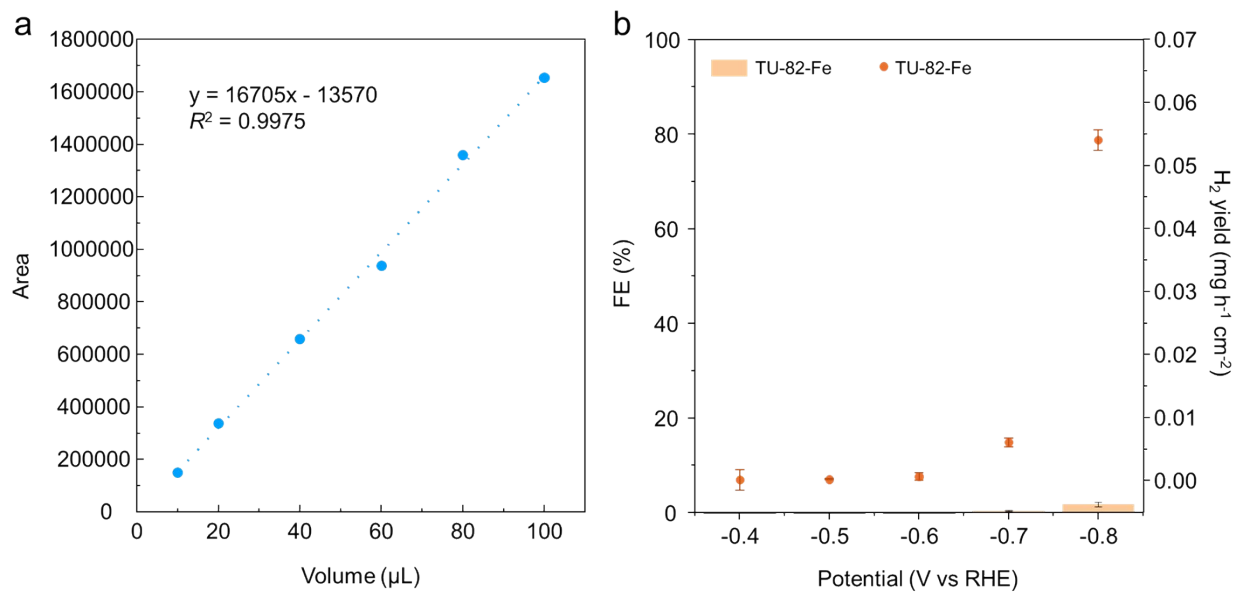 a
1800000
1600000
1400000
1200000
1000000
800000
600000
400000
200000
0
y = 16705x - 13570
R² = 0.9975
0 20 40 60 80 100
Area
Volume (µL)
b
100
80
60
40
20
0
TU-82-Fe TU-82-Fe
0.07
0.06
0.05
0.04
0.03
0.02
0.01
0.00
-0.4 -0.5 -0.6 -0.7 -0.8
FE (%)
H₂ yield (mg h⁻¹ cm⁻²)
Potential (V vs RHE)